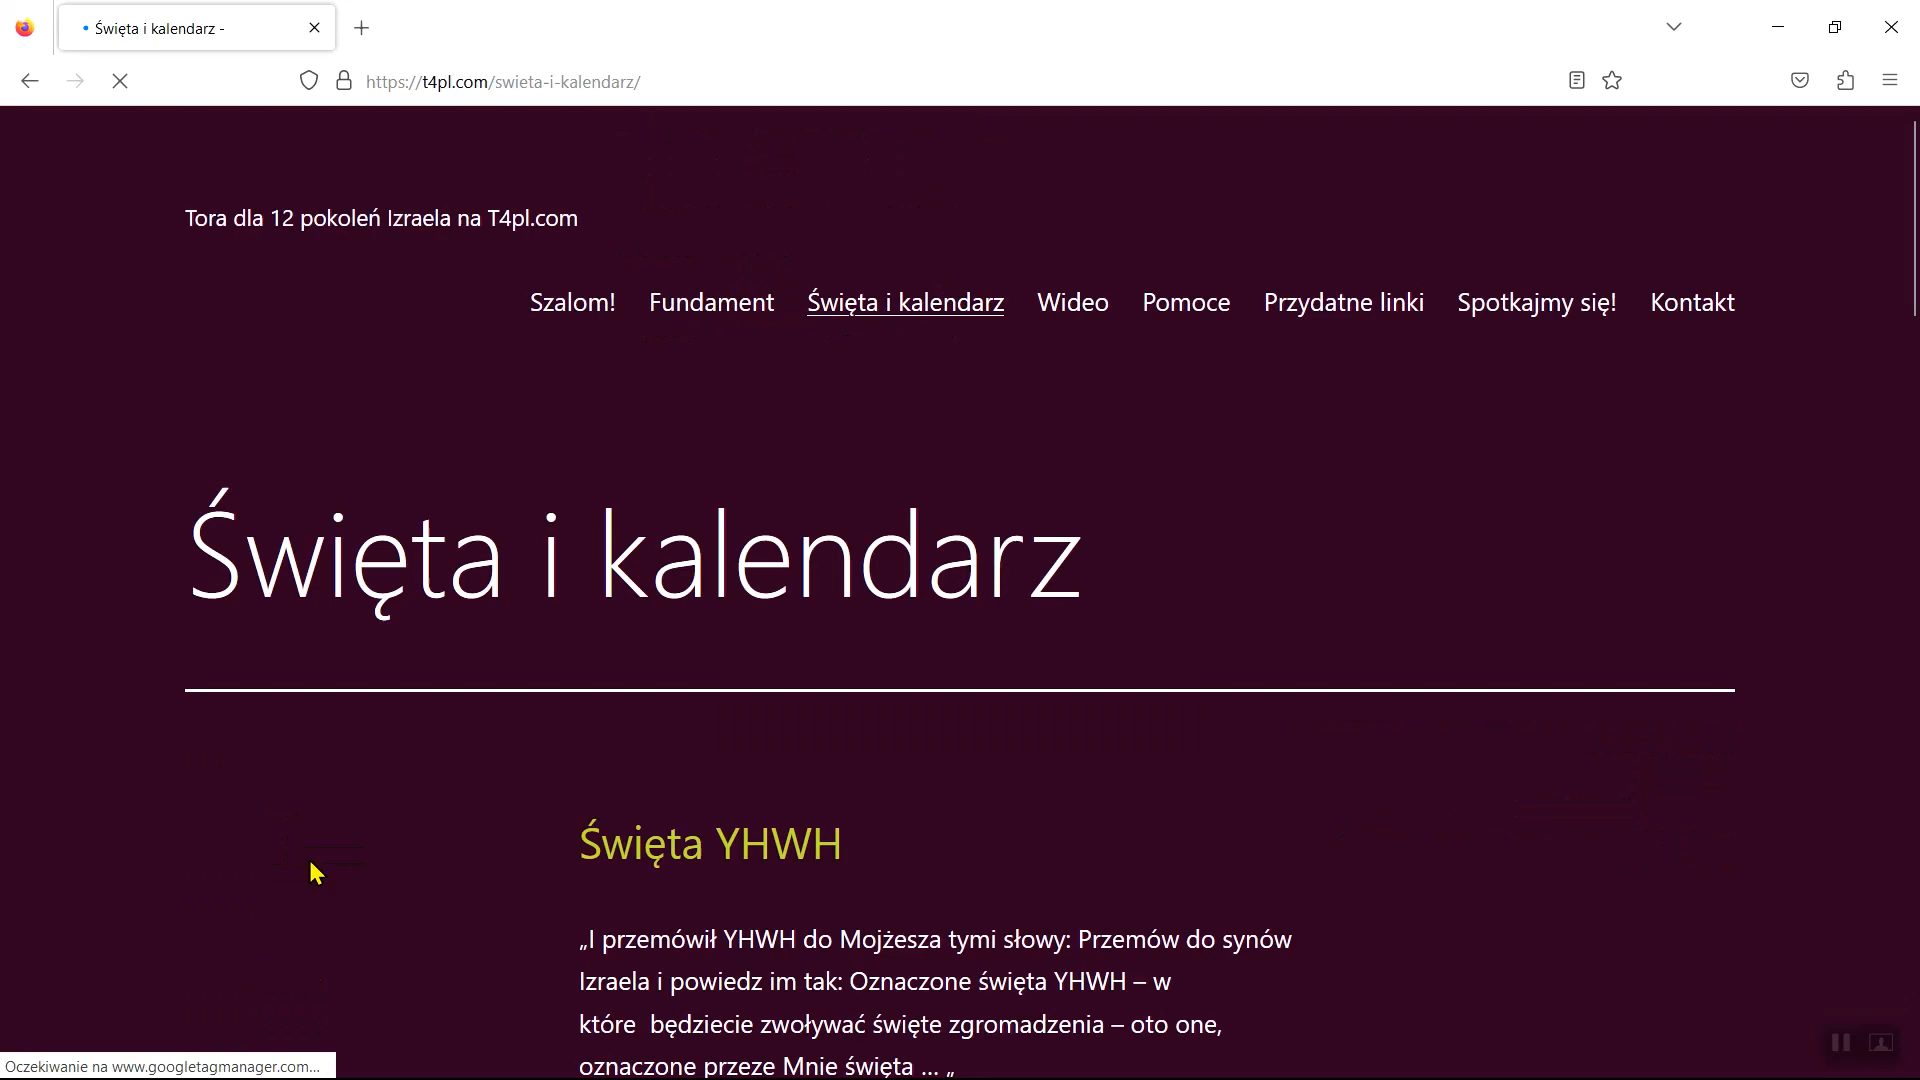 Święta i kalendarz -
https://t4pl.com/swieta-i-kalendarz/
Tora dla 12 pokoleń Izraela na T4pl.com
Szalom! Fundament Święta i kalendarz Wideo Pomoce Przydatne linki Spotkajmy się! Kontakt
Święta i kalendarz
Święta YHWH
„I przemówił YHWH do Mojżesza tymi słowy: Przemów do synów
Izraela i powiedz im tak: Oznaczone święta YHWH – w
które będziecie zwoływać święte zgromadzenia – oto one,
oznaczone przeze Mnie święta ... „
Oczekiwanie na www.googletagmanager.com...